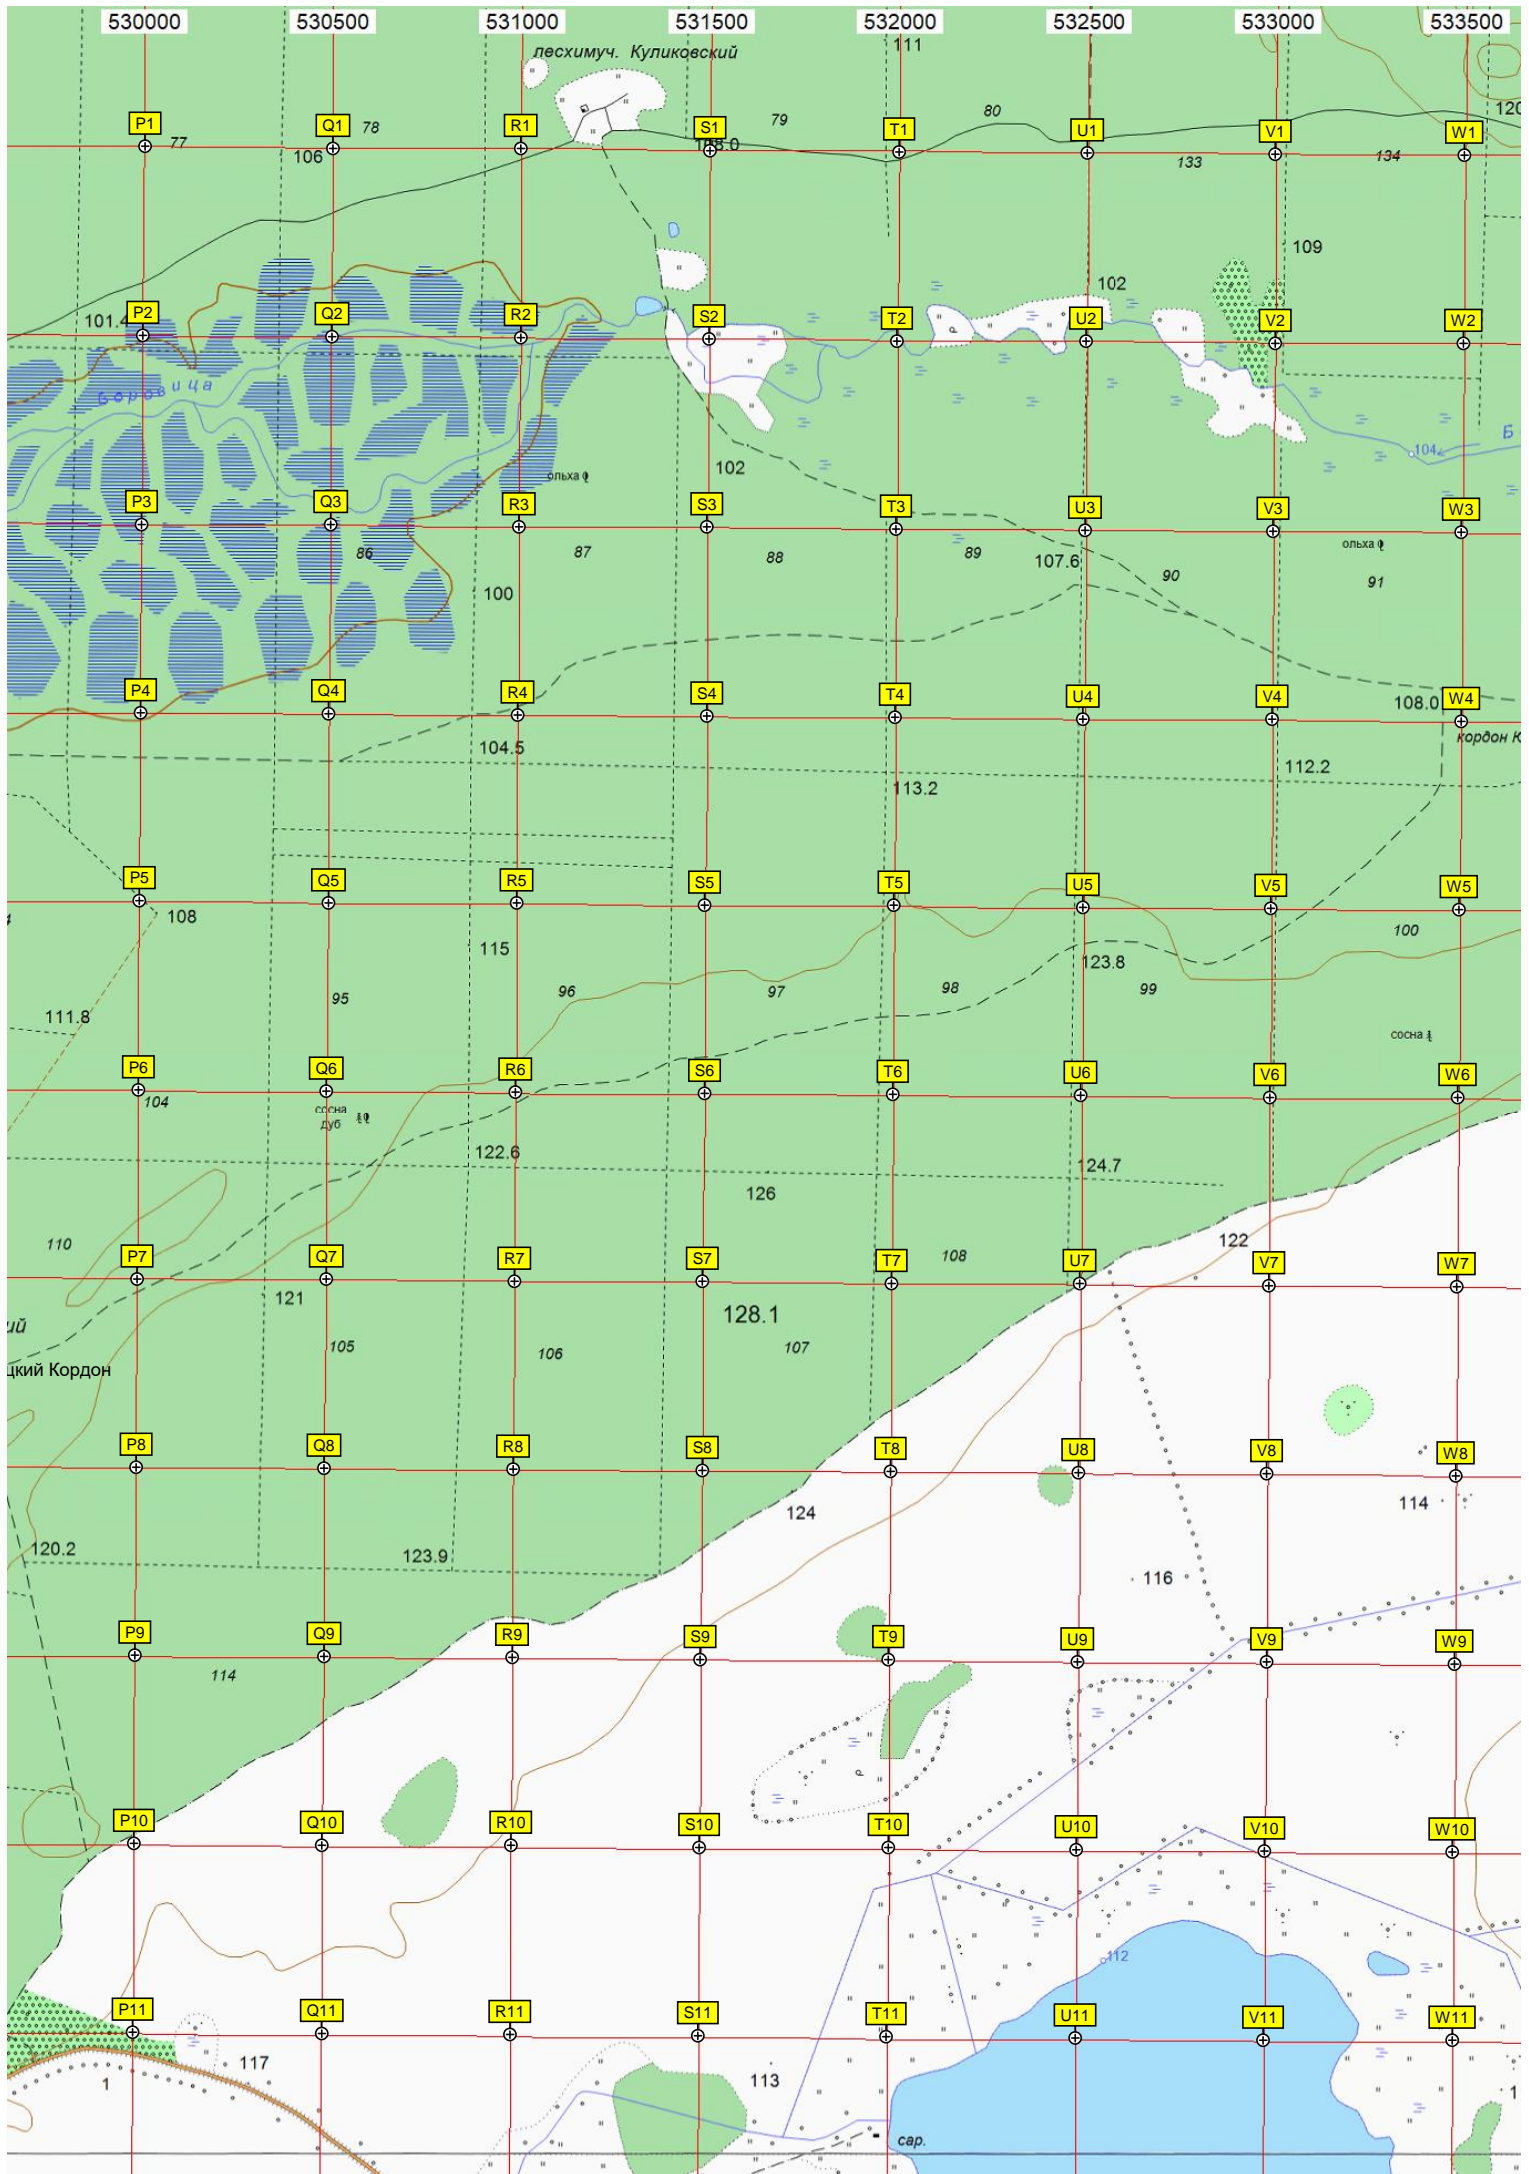 530000 530500 531000 531500 532000 532500 533000 533500
лесхимуч. Куликовский
111
120
P1 Q1 R1 S1 T1 U1 V1 W1
77 78 79 80
106 108.0 133 134
109
102
P2 Q2 R2 S2 T2 U2 V2 W2
101.4
Боровица
Б
104
102
ольха
P3 Q3 R3 S3 T3 U3 V3 W3
ольха
86 87 88 89 107.6 90 91
100
P4 Q4 R4 S4 T4 U4 V4 W4
108.0
кордон К
104.5 113.2 112.2
P5 Q5 R5 S5 T5 U5 V5 W5
108 115 123.8 100
95 96 97 98 99
111.8
сосна
P6 Q6 R6 S6 T6 U6 V6 W6
104
сосна
дуб
122.6 126 124.7
122
110 108
P7 Q7 R7 S7 T7 U7 V7 W7
121 128.1
ий
105 106 107
цкий Кордон
P8 Q8 R8 S8 T8 U8 V8 W8
124 114
120.2 123.9 116
P9 Q9 R9 S9 T9 U9 V9 W9
114
P10 Q10 R10 S10 T10 U10 V10 W10
112
P11 Q11 R11 S11 T11 U11 V11 W11
117 113
1 1
сар.